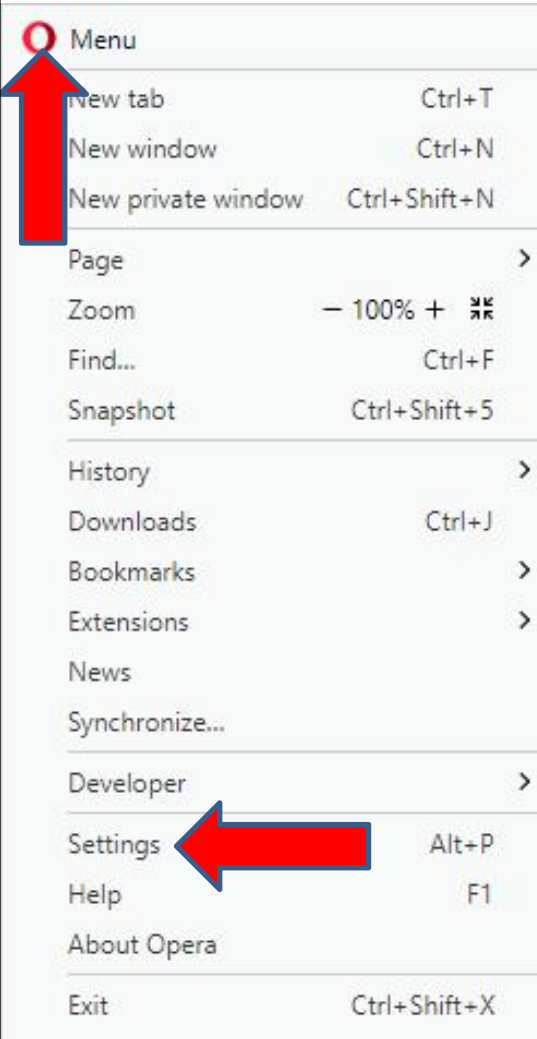 Menu
New tab Ctrl+T
New window Ctrl+N
New private window Ctrl+Shift+N
Page >
Zoom − 100% +
Find... Ctrl+F
Snapshot Ctrl+Shift+5
History >
Downloads Ctrl+J
Bookmarks >
Extensions >
News
Synchronize...
Developer >
Settings Alt+P
Help F1
About Opera
Exit Ctrl+Shift+X